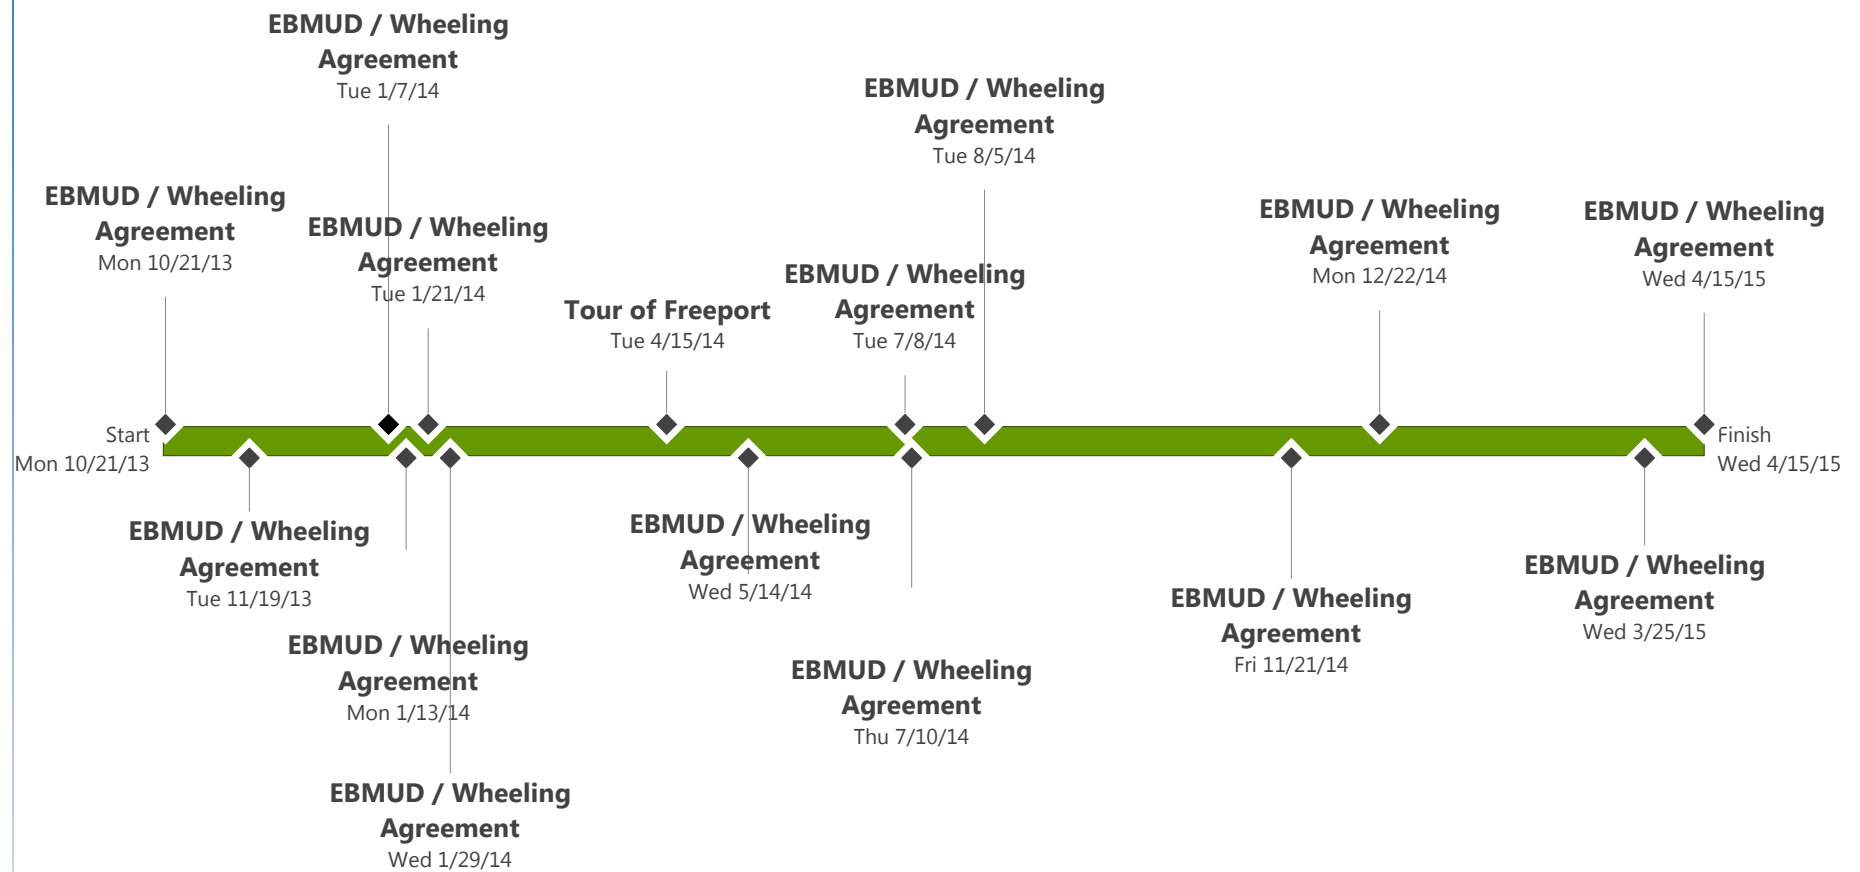 EBMUD / Wheeling
Agreement
Tue 1/7/14
EBMUD / Wheeling
Agreement
Tue 8/5/14
EBMUD / Wheeling
Agreement
Mon 10/21/13
EBMUD / Wheeling
Agreement
Tue 1/21/14
EBMUD / Wheeling
Agreement
Mon 12/22/14
EBMUD / Wheeling
Agreement
Wed 4/15/15
Tour of Freeport
Tue 4/15/14
EBMUD / Wheeling
Agreement
Tue 7/8/14
Start
Mon 10/21/13
Finish
Wed 4/15/15
EBMUD / Wheeling
Agreement
Tue 11/19/13
EBMUD / Wheeling
Agreement
Wed 5/14/14
EBMUD / Wheeling
Agreement
Fri 11/21/14
EBMUD / Wheeling
Agreement
Wed 3/25/15
EBMUD / Wheeling
Agreement
Mon 1/13/14
EBMUD / Wheeling
Agreement
Thu 7/10/14
EBMUD / Wheeling
Agreement
Wed 1/29/14